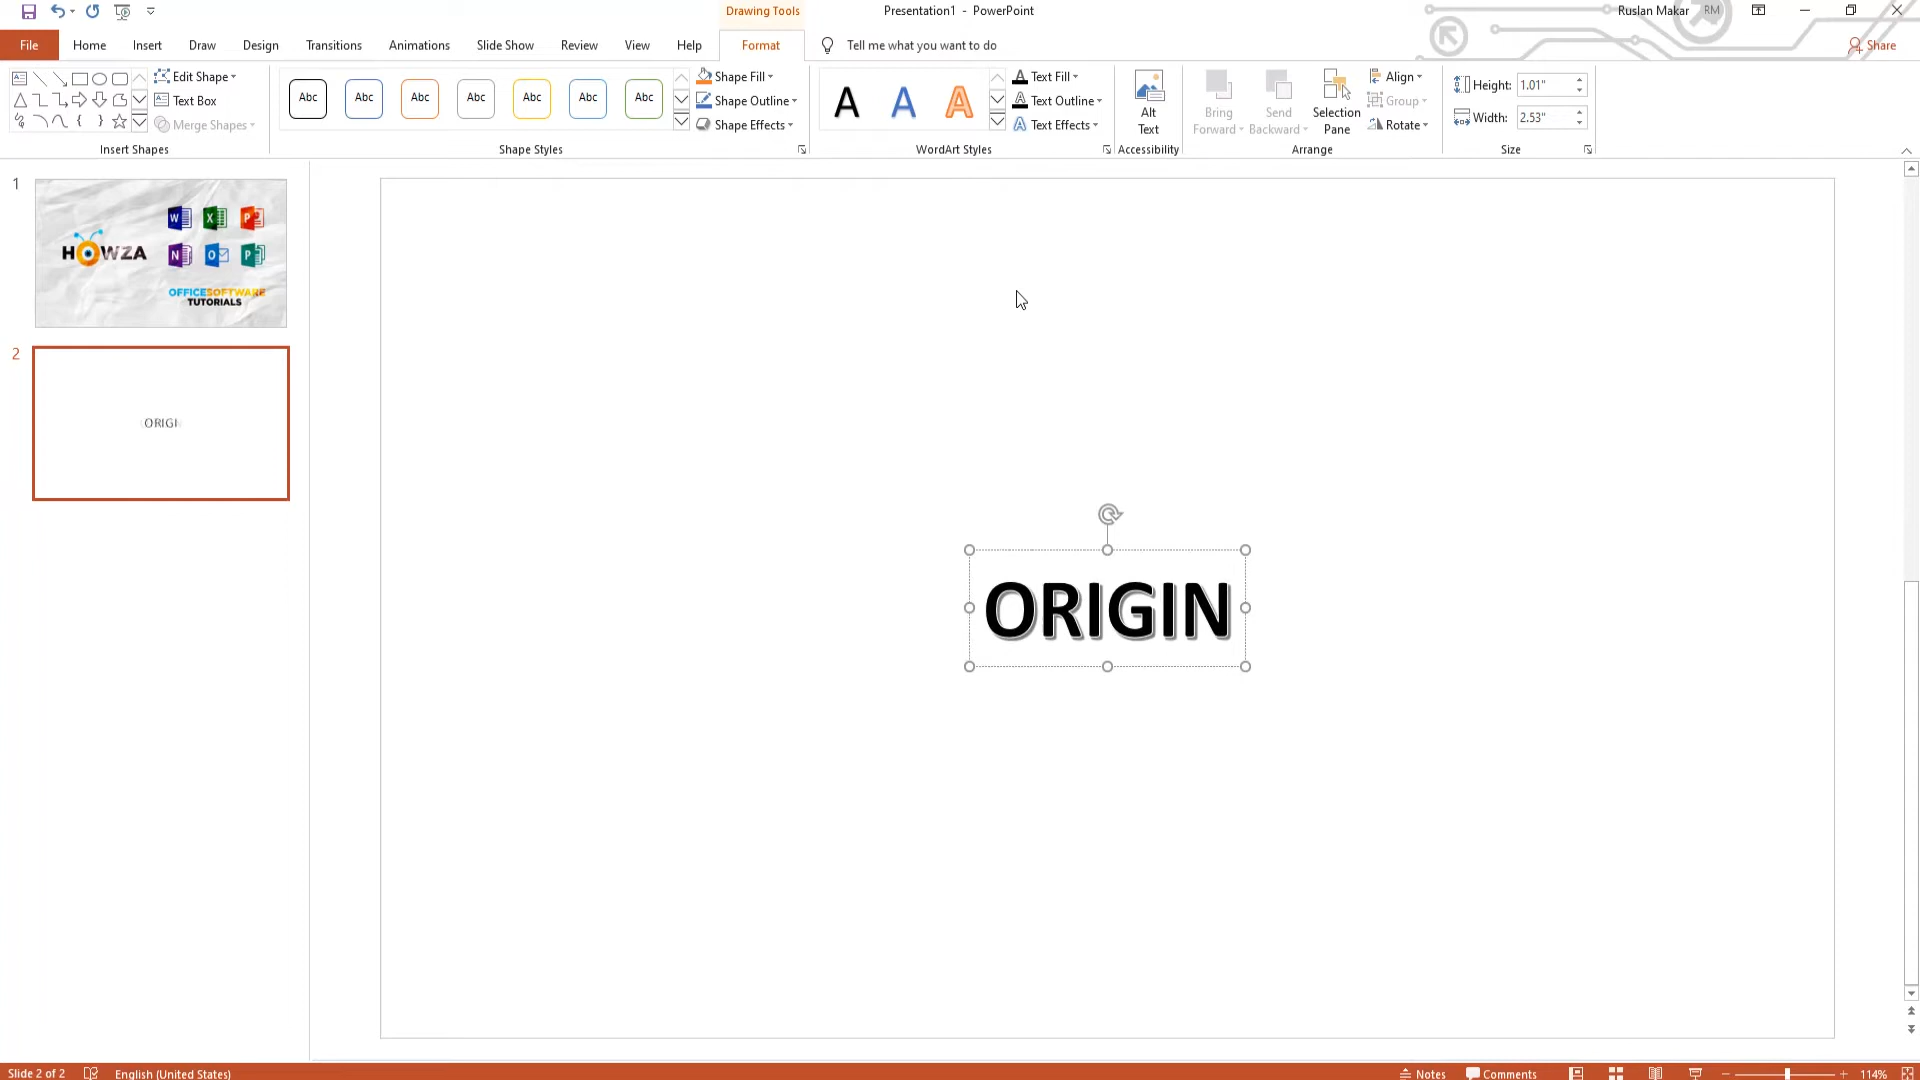 Drawing Tools
Presentation1 - PowerPoint
Ruslan Makar RM
File Home Insert Draw Design Transitions Animations Slide Show Review View Help Format Tell me what you want to do Share
Edit Shape
Text Box
Merge Shapes
Insert Shapes
Abc Abc Abc Abc Abc Abc Abc
Shape Fill
Shape Outline
Shape Effects
Shape Styles
A A A
Text Fill
Text Outline
Text Effects
WordArt Styles
Alt
Text
Accessibility
Bring
Forward
Send
Backward
Selection
Pane
Align
Group
Rotate
Arrange
Height: 1.01"
Width: 2.53"
Size
1
HOWZA
W X P
N O P
OFFICESOFTWARE
TUTORIALS
2
ORIGI
ORIGIN
Slide 2 of 2 English (United States) Notes Comments 114%